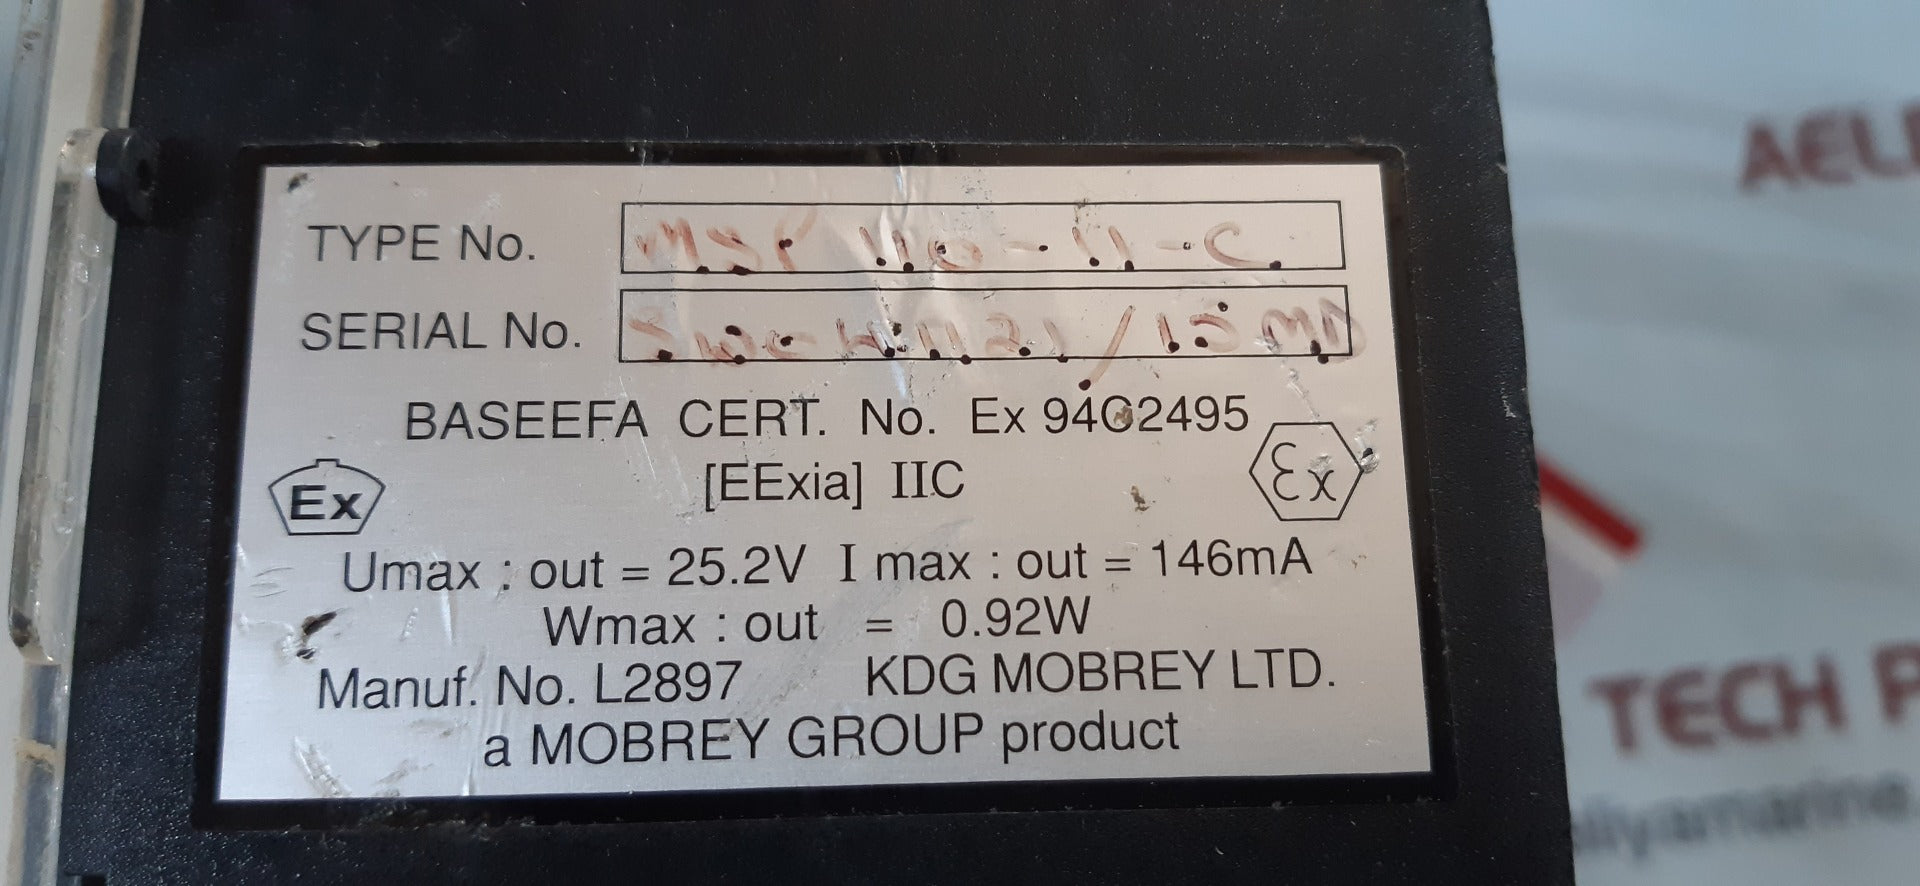 TYPE No.
SERIAL No.
BASEEFA CERT. No. Ex 94C2495
[EExia] IIC
Ex
Ex
Umax : out = 25.2V I max : out = 146mA
Wmax : out = 0.92W
Manuf. No. L2897 KDG MOBREY LTD.
a MOBREY GROUP product
TECH